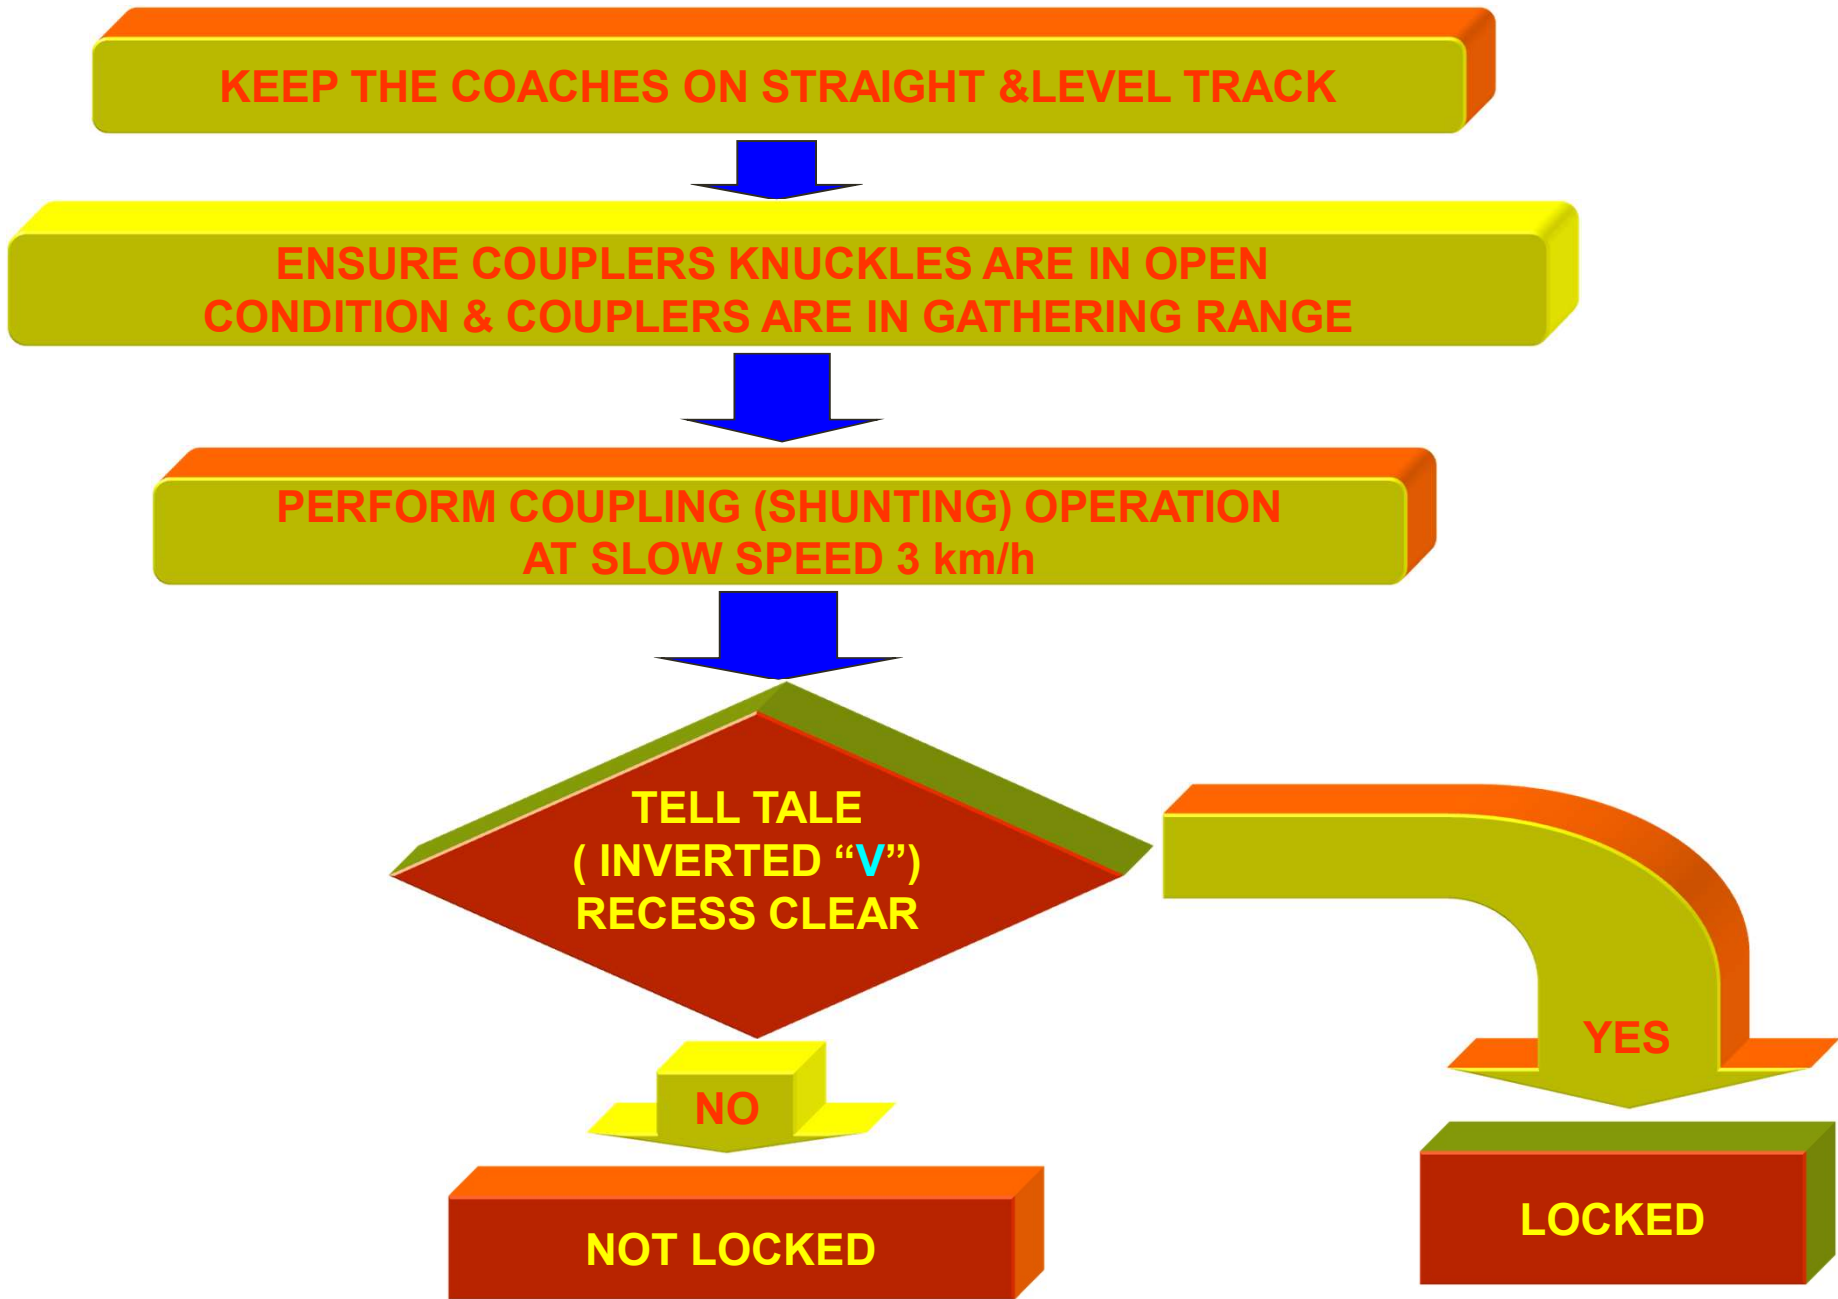 KEEP THE COACHES ON STRAIGHT &LEVEL TRACK
ENSURE COUPLERS KNUCKLES ARE IN OPEN
CONDITION & COUPLERS ARE IN GATHERING RANGE
PERFORM COUPLING (SHUNTING) OPERATION
AT SLOW SPEED 3 km/h
TELL TALE
( INVERTED “V”)
RECESS CLEAR
YES
NO
LOCKED
NOT LOCKED